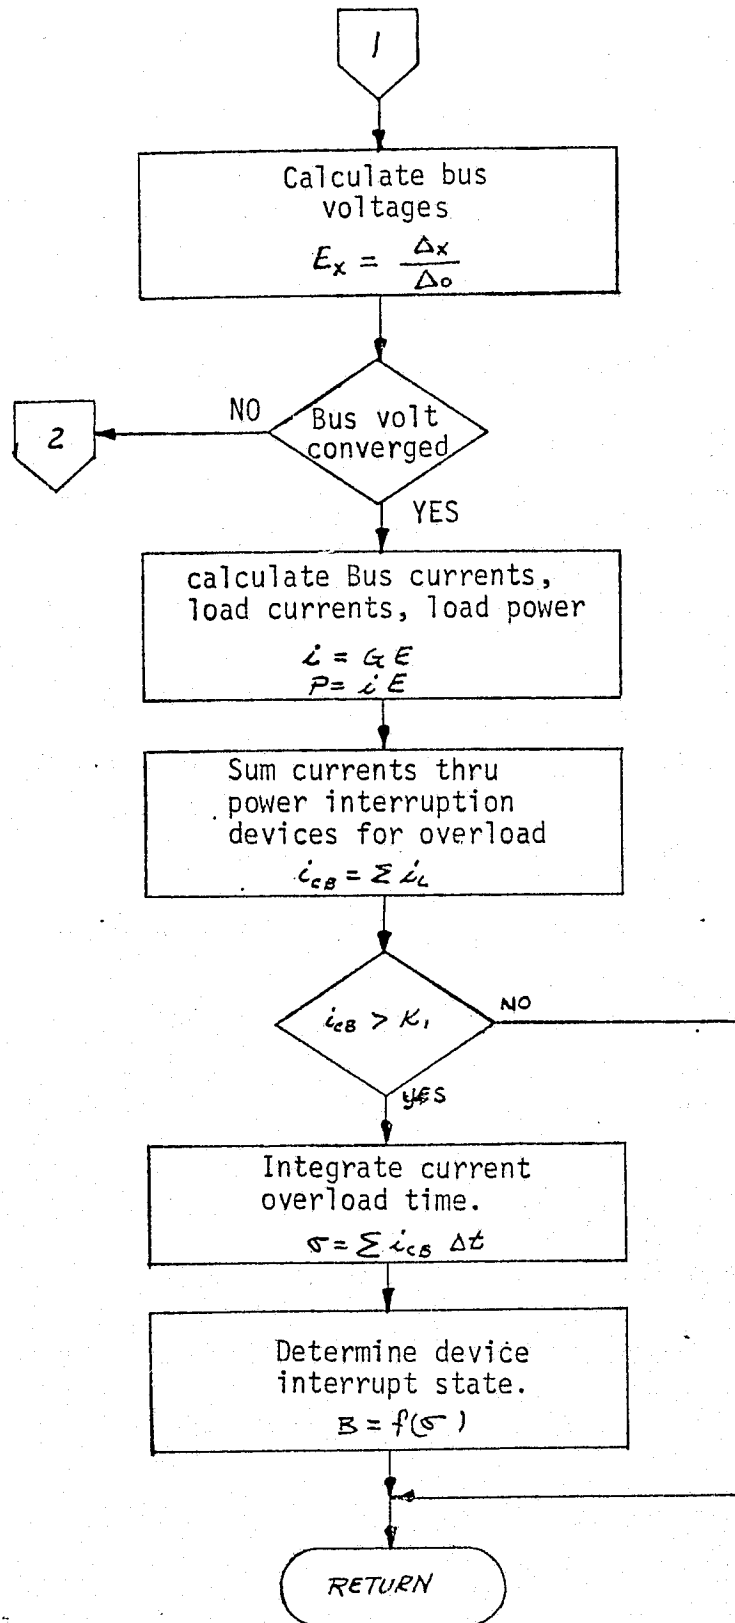 1
Calculate bus
voltages
Eₓ = Δₓ / Δ₀
NO
Bus volt
converged
2
YES
calculate Bus currents,
load currents, load power
i = G E
P = i E
Sum currents thru
power interruption
devices for overload
i_CB = Σ i_L
i_CB > K₁
NO
YES
Integrate current
overload time.
σ = Σ i_CB Δt
Determine device
interrupt state.
B = f(σ)
RETURN